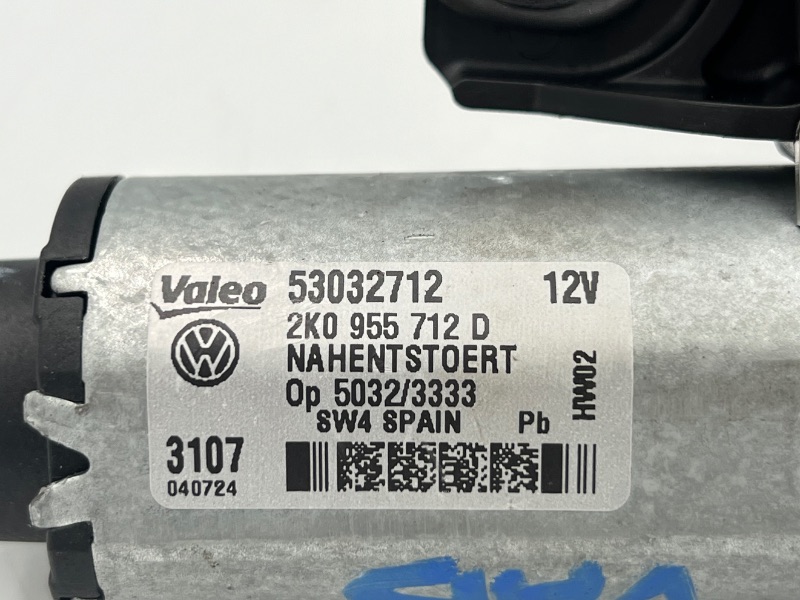 Valeo 53032712 12V
2K0 955 712 D
NAHENTSTOERT
Op 5032/3333
SW4 SPAIN Pb
HW02
3107
040724